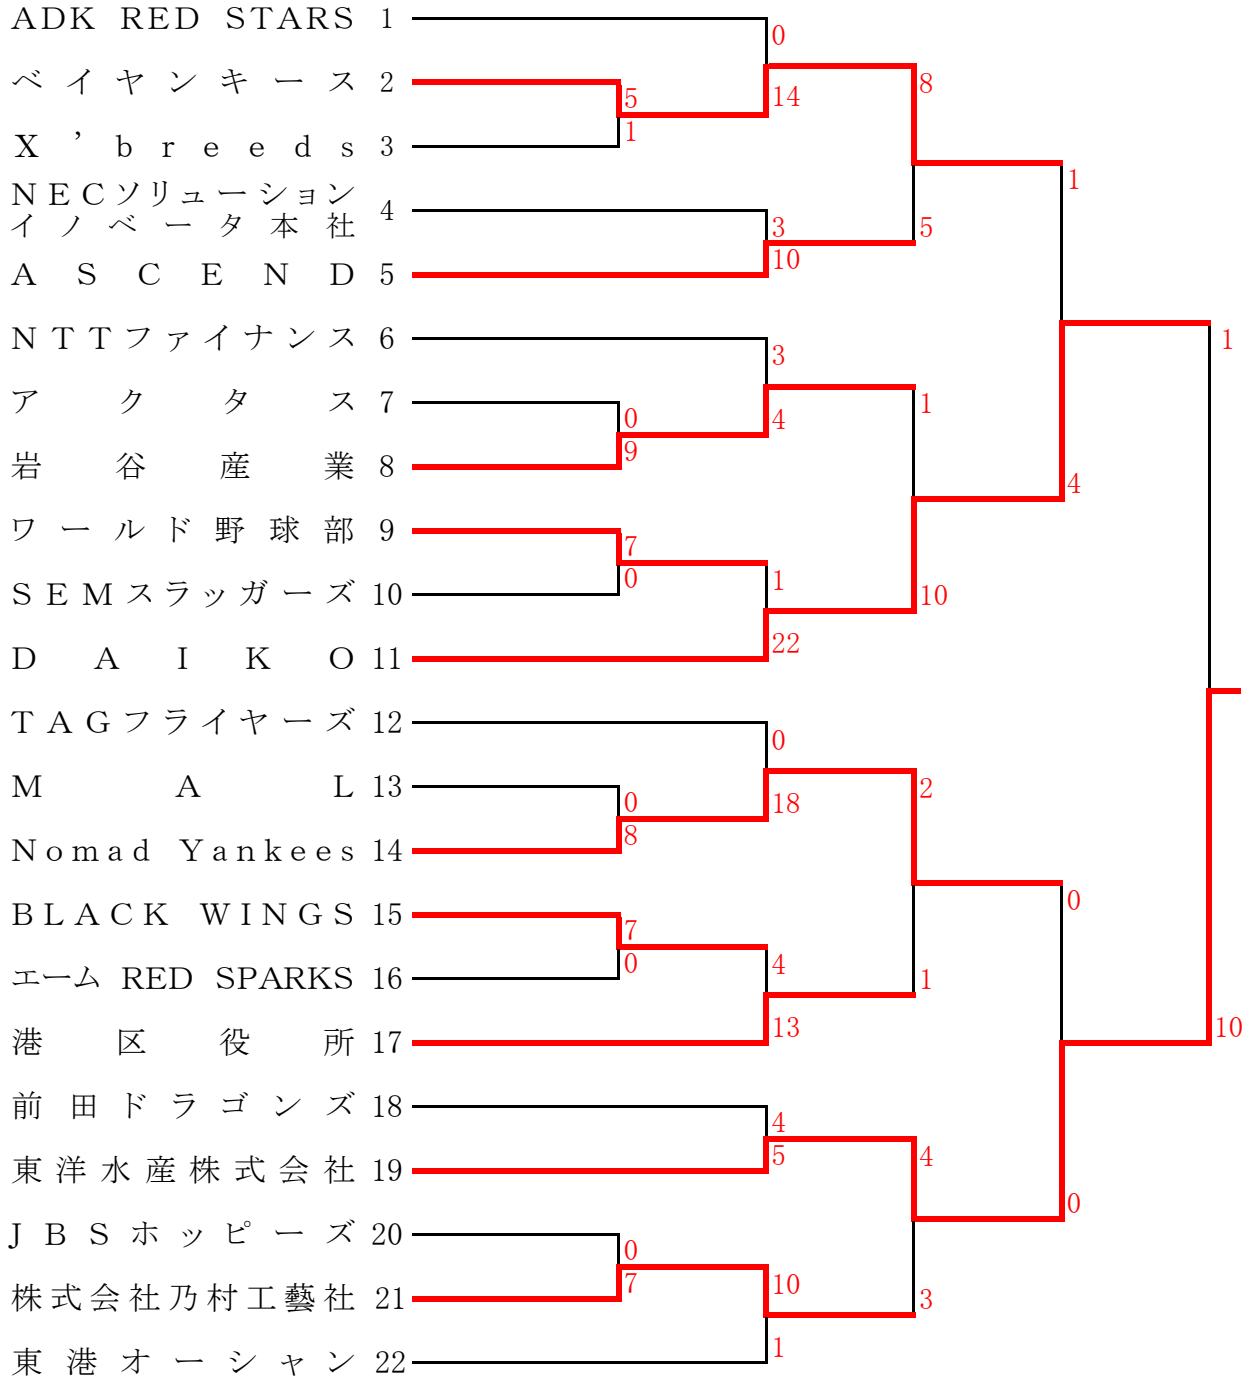 ADK RED STARS 1
0
ベイヤンキース 2
8
5
14
1
X’breeds 3
1
NECソリューション
イノベータ本社 4
3
5
10
ASCEND 5
NTTファイナンス 6
1
3
アクタス 7
1
0
4
9
岩谷産業 8
4
ワールド野球部 9
7
0
1
SEMスラッガーズ 10
10
22
DAIKO 11
TAGフライヤーズ 12
0
MAL 13
2
0
18
8
Nomad Yankees 14
0
BLACK WINGS 15
7
0
4
エーム RED SPARKS 16
1
13
10
港区役所 17
前田ドラゴンズ 18
4
5
4
東洋水産株式会社 19
0
JBSホッピーズ 20
0
7
10
株式会社乃村工藝社 21
3
1
東港オーシャン 22